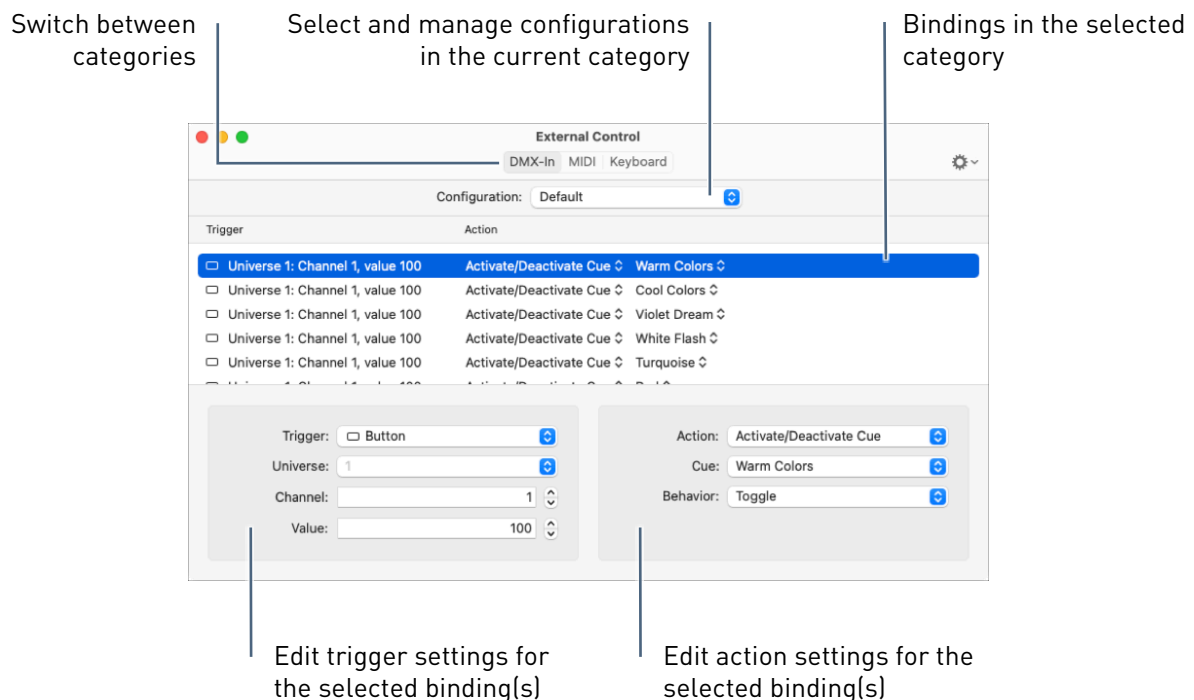 Switch between
categories
Select and manage configurations
in the current category
Bindings in the selected
category
External Control
DMX-In MIDI Keyboard
Configuration: Default
Trigger Action
Universe 1: Channel 1, value 100 Activate/Deactivate Cue Warm Colors
Universe 1: Channel 1, value 100 Activate/Deactivate Cue Cool Colors
Universe 1: Channel 1, value 100 Activate/Deactivate Cue Violet Dream
Universe 1: Channel 1, value 100 Activate/Deactivate Cue White Flash
Universe 1: Channel 1, value 100 Activate/Deactivate Cue Turquoise
Trigger: Button
Universe: 1
Channel: 1
Value: 100
Action: Activate/Deactivate Cue
Cue: Warm Colors
Behavior: Toggle
Edit trigger settings for
the selected binding(s)
Edit action settings for the
selected binding(s)